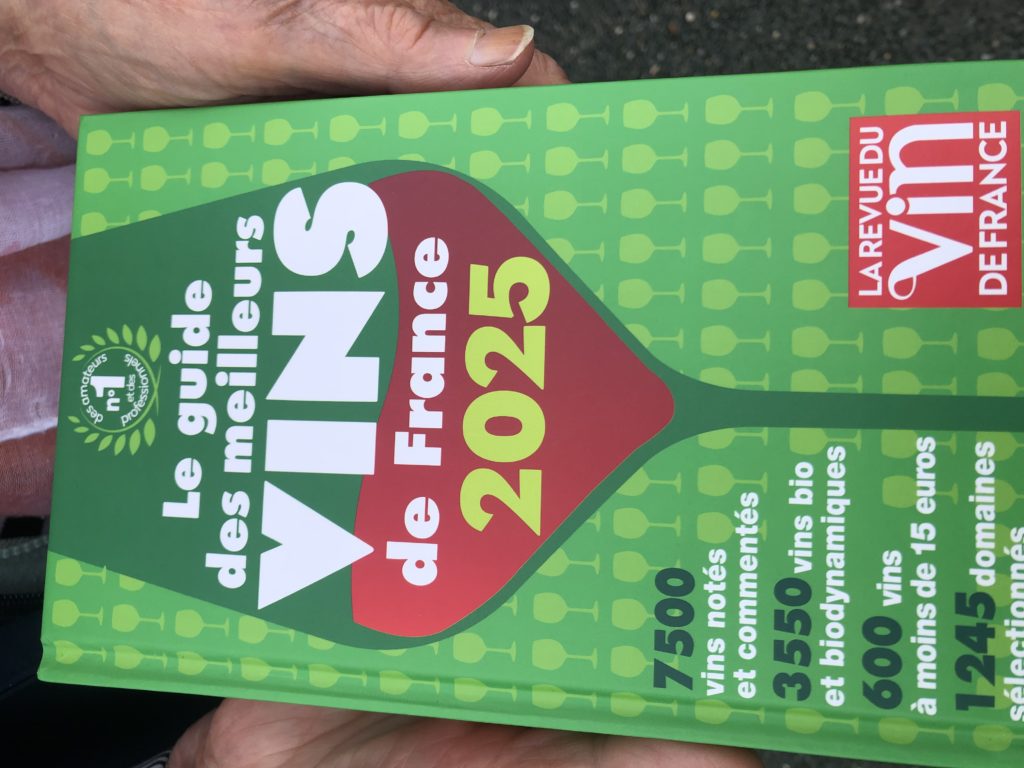 des amateurs
n°1
et des
professionnels
Le guide
des meilleurs
VINS
de France
2025
7500
vins notés
et commentés
3550 vins bio
et biodynamiques
600 vins
à moins de 15 euros
1245 domaines
sélectionnés
LA REVUE DU
Vin
DE FRANCE